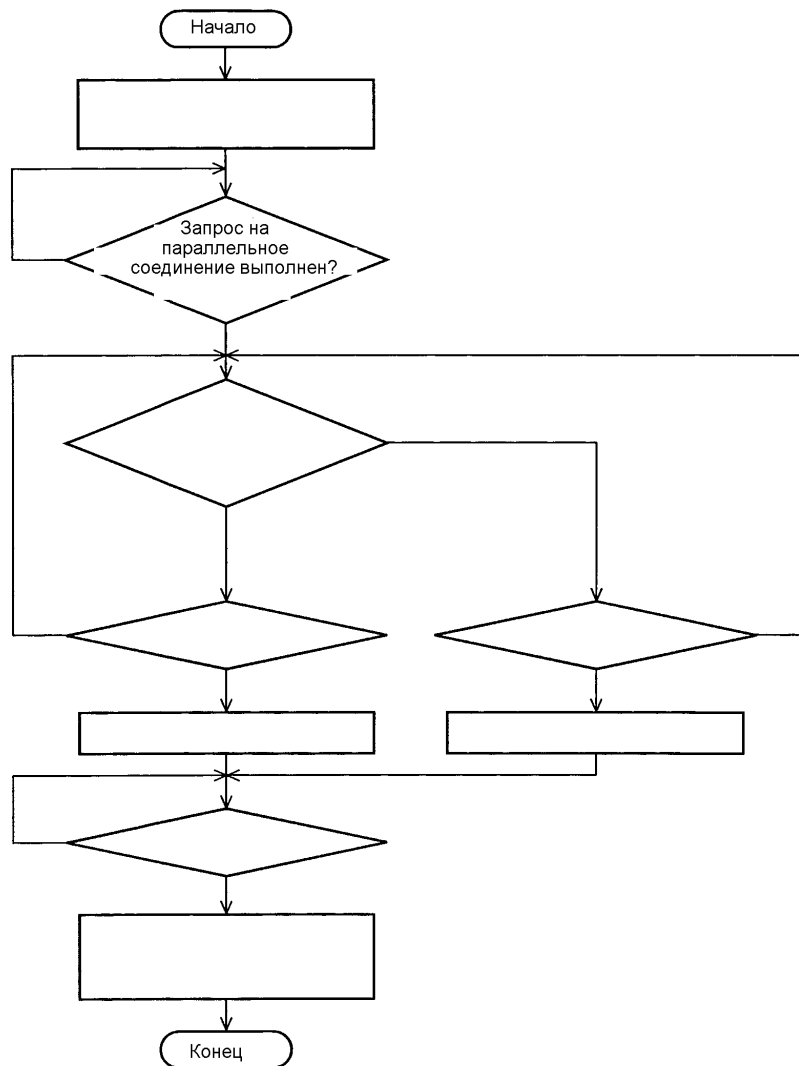 Начало
Запрос на
параллельное
соединение выполнен?
Конец